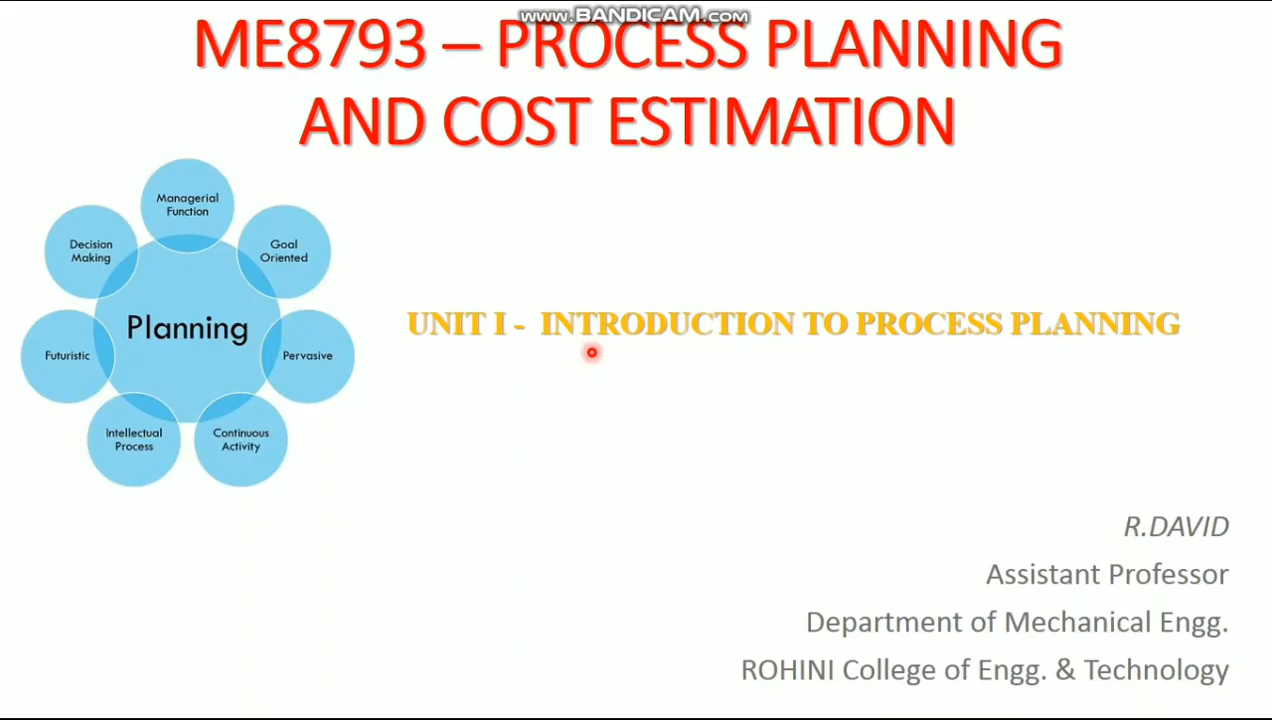 www.BANDICAM.com
ME8793 – PROCESS PLANNING
AND COST ESTIMATION
Managerial
Function
Decision
Making
Goal
Oriented
Planning
Futuristic
Pervasive
Intellectual
Process
Continuous
Activity
UNIT I - INTRODUCTION TO PROCESS PLANNING
R.DAVID
Assistant Professor
Department of Mechanical Engg.
ROHINI College of Engg. & Technology